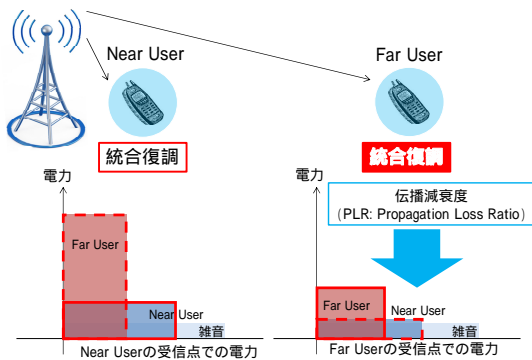 Near User
Far User
統合復調
統合復調
電力
電力
伝播減衰度
(PLR: Propagation Loss Ratio)
Far User
Near User
雑音
Far User
Near User
雑音
Near Userの受信点での電力
Far Userの受信点での電力